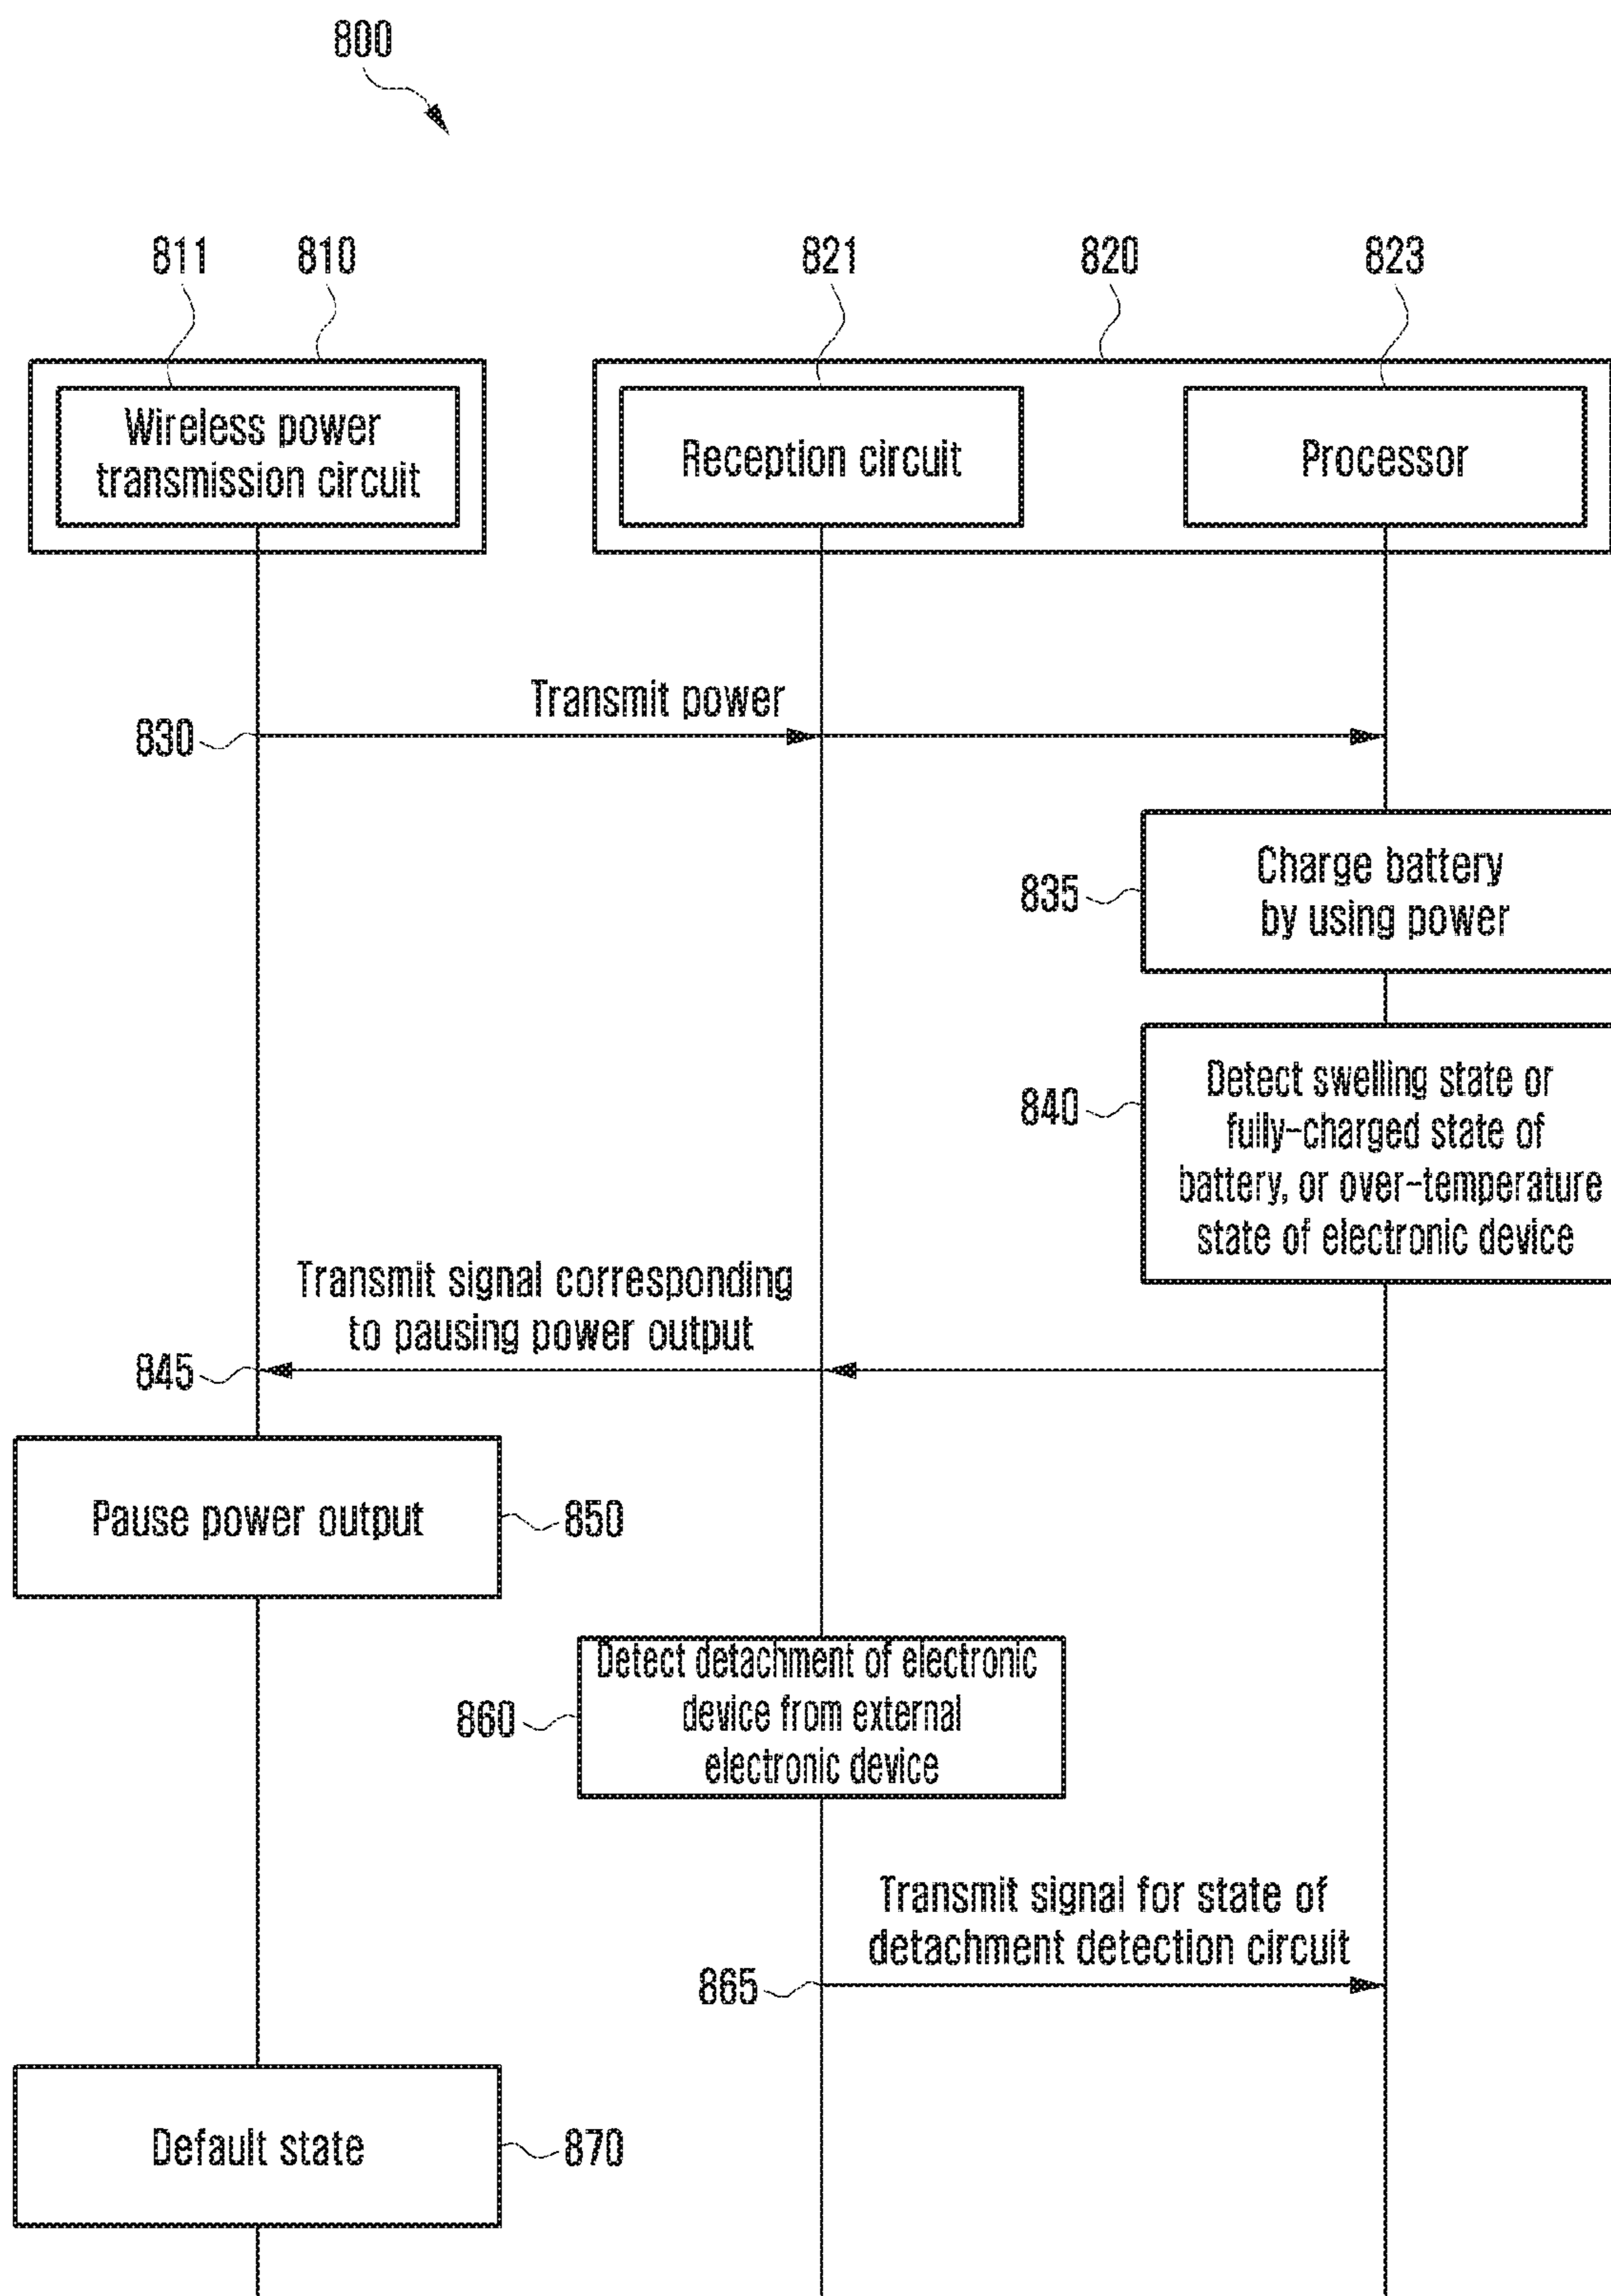 800
811
810
821
820
823
Wireless power
transmission circuit
Reception circuit
Processor
Transmit power
830
835
Charge battery
by using power
840
Detect swelling state or
fully-charged state of
battery, or over-temperature
state of electronic device
Transmit signal corresponding
to pausing power output
845
Pause power output
850
860
Detect detachment of electronic
device from external
electronic device
Transmit signal for state of
detachment detection circuit
865
Default state
870